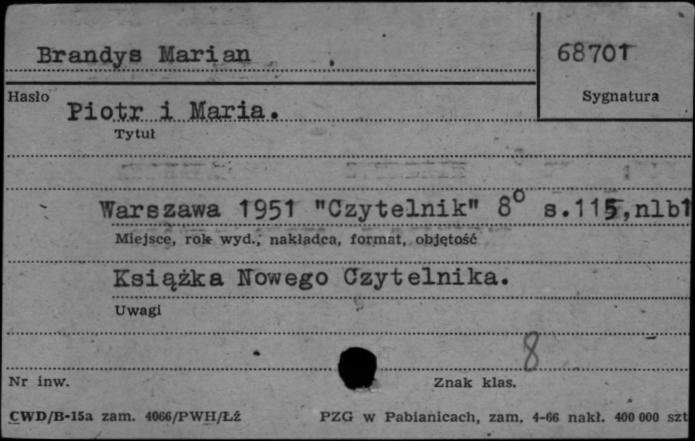 Brandys Marian
68701
Hasło
Sygnatura
Piotr i Maria.
Tytuł
Warszawa 1951 "Czytelnik" 8° s.115,nlb1
Miejsce, rok wyd., nakładca, format, objętość
Książka Nowego Czytelnika.
Uwagi
8
Nr inw.
Znak klas.
CWD/B-15a zam. 4066/PWH/Łź
PZG w Pabianicach, zam. 4-66 nakł. 400 000 szt